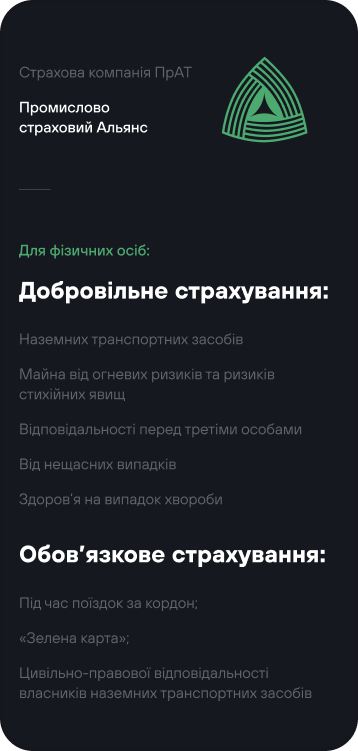 Страхова компанія ПрАТ
Промислово
страховий Альянс
Для фізичних осіб:
Добровільне страхування:
Наземних транспортних засобів
Майна від огневих ризиків та ризиків
стихійних явищ
Відповідальності перед третіми особами
Від нещасних випадків
Здоров’я на випадок хвороби
Обов’язкове страхування:
Під час поїздок за кордон;
«Зелена карта»;
Цивільно-правової відповідальності
власників наземних транспортних засобів